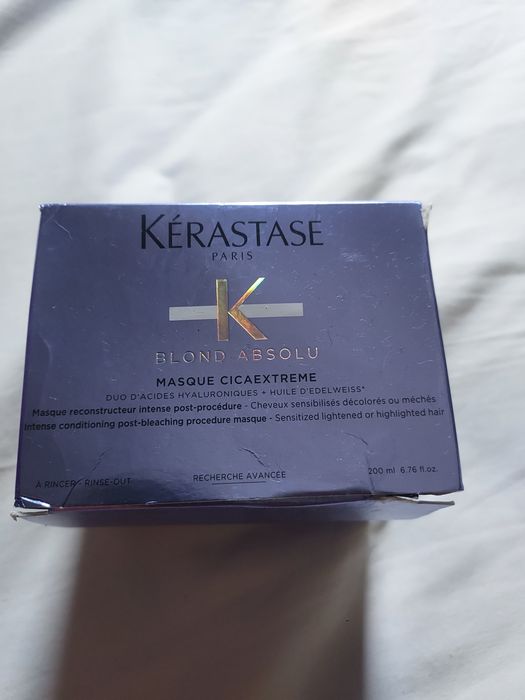 KÉRASTASE
PARIS
K
BLOND ABSOLU
MASQUE CICAEXTREME
DUO D'ACIDES HYALURONIQUES + HUILE D'EDELWEISS*
Masque reconstructeur intense post-procédure - Cheveux sensibilisés décolorés ou méchés
Intense conditioning post-bleaching procedure masque - Sensitized lightened or highlighted hair
À RINCER - RINSE-OUT RECHERCHE AVANCÉE 200 ml 6.76 fl.oz.